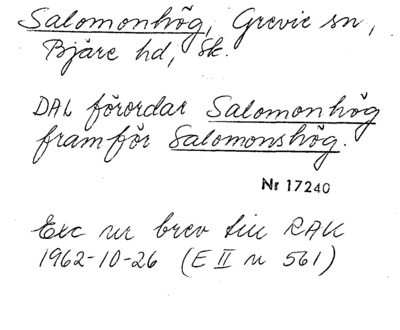 Salomonhög, Grevie sn,
Bjäre hd, Sk.
DAL förordar Salomonhög
framför Salomonshög.
Nr 17240
Exc ur brev till RAK
1962-10-26 (E II n 561)